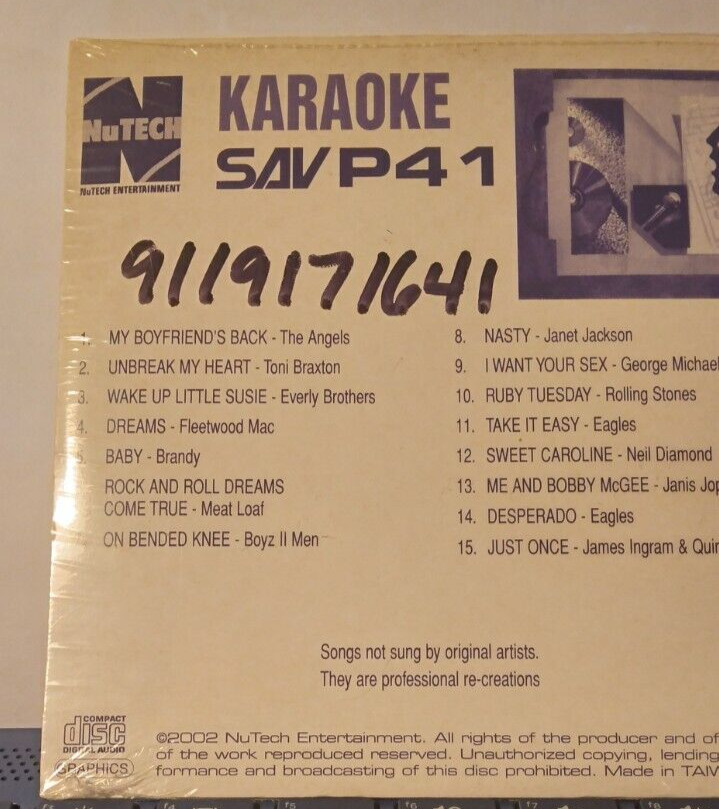 NuTECH
NuTECH ENTERTAINMENT
KARAOKE
SAV P41
9119171641
1. MY BOYFRIEND'S BACK - The Angels
2. UNBREAK MY HEART - Toni Braxton
3. WAKE UP LITTLE SUSIE - Everly Brothers
4. DREAMS - Fleetwood Mac
5. BABY - Brandy
ROCK AND ROLL DREAMS
COME TRUE - Meat Loaf
ON BENDED KNEE - Boyz II Men
8. NASTY - Janet Jackson
9. I WANT YOUR SEX - George Michael
10. RUBY TUESDAY - Rolling Stones
11. TAKE IT EASY - Eagles
12. SWEET CAROLINE - Neil Diamond
13. ME AND BOBBY McGEE - Janis Jop
14. DESPERADO - Eagles
15. JUST ONCE - James Ingram & Quin
Songs not sung by original artists.
They are professional re-creations
COMPACT
disc
DIGITAL AUDIO
GRAPHICS
©2002 NuTech Entertainment. All rights of the producer and of
of the work reproduced reserved. Unauthorized copying, lending
formance and broadcasting of this disc prohibited. Made in TAIW